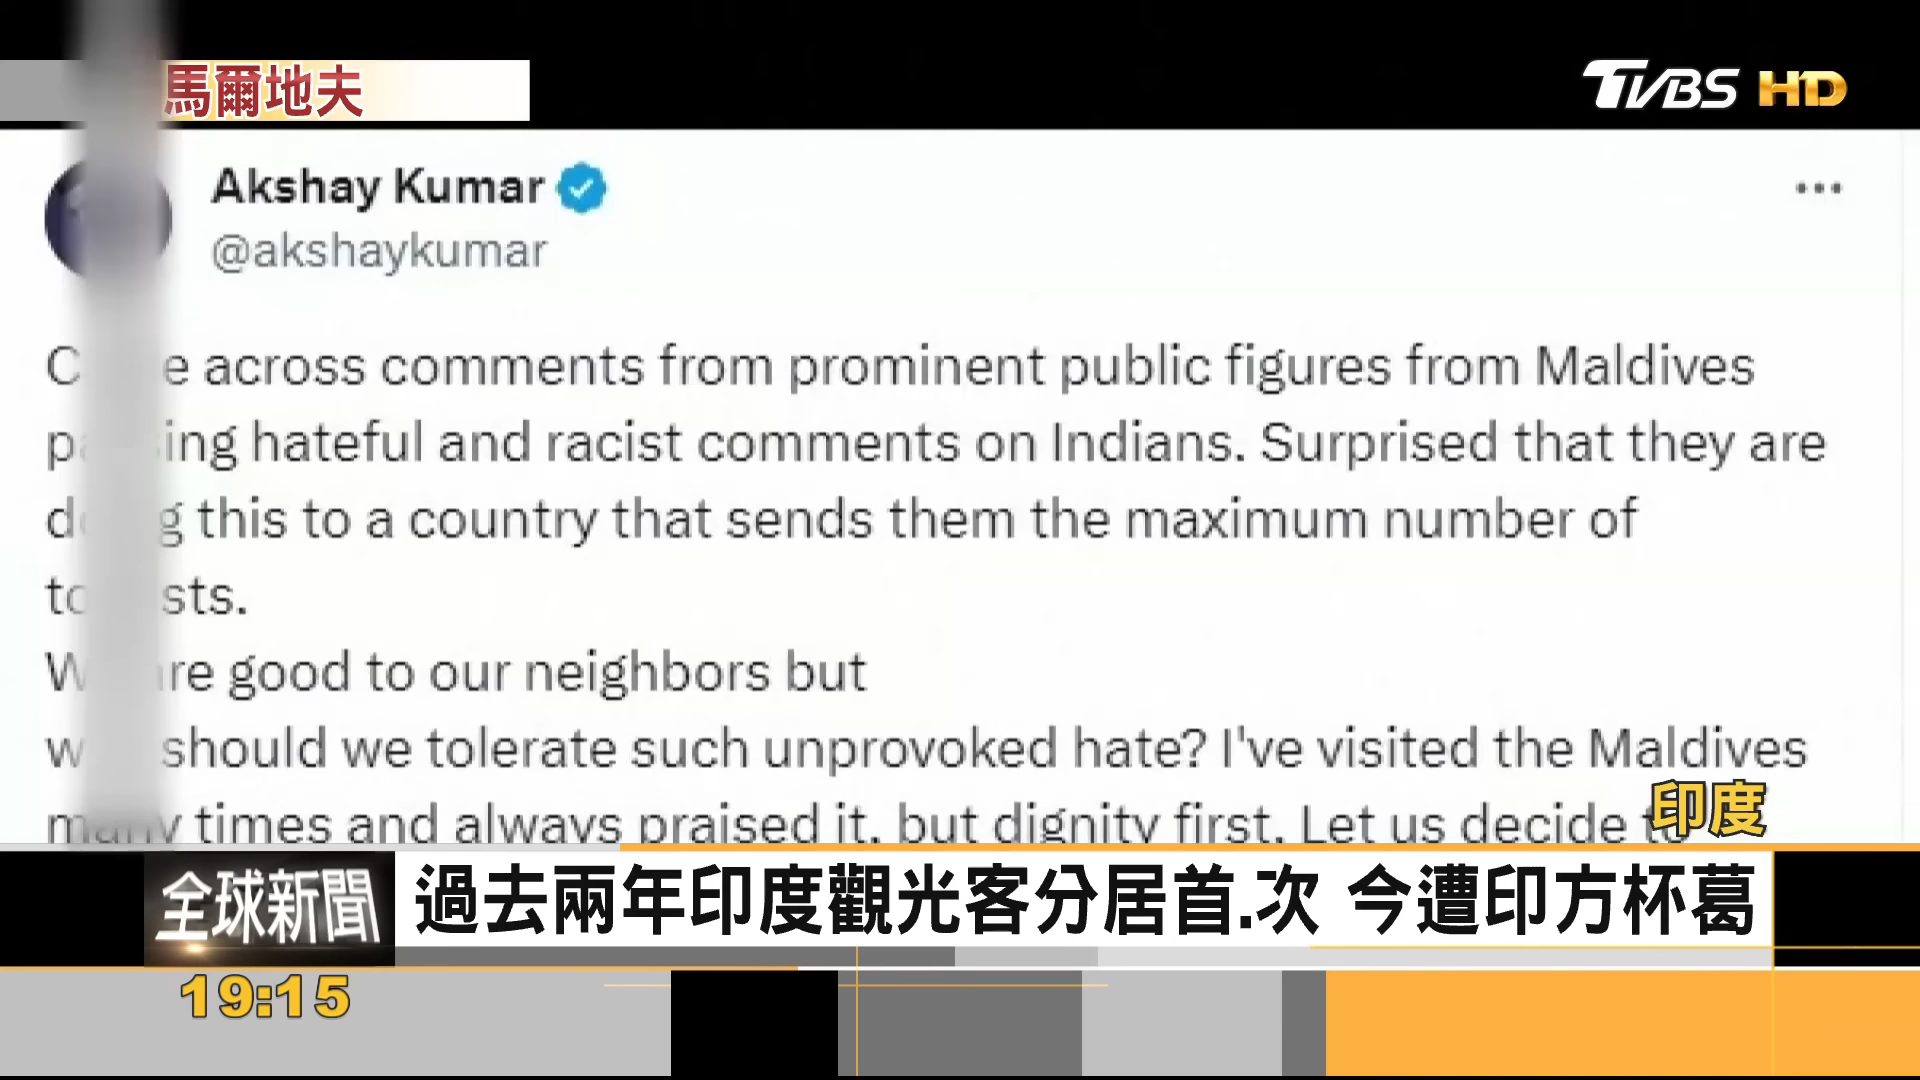 馬爾地夫
TVBS HD
Akshay Kumar
@akshaykumar
across comments from prominent public figures from Maldives
hateful and racist comments on Indians. Surprised that they are
this to a country that sends them the maximum number of
good to our neighbors but
should we tolerate such unprovoked hate? I've visited the Maldives
many times and always praised it, but dignity first. Let us decide to
印度
全球新聞
過去兩年印度觀光客分居首.次 今遭印方杯葛
19:15